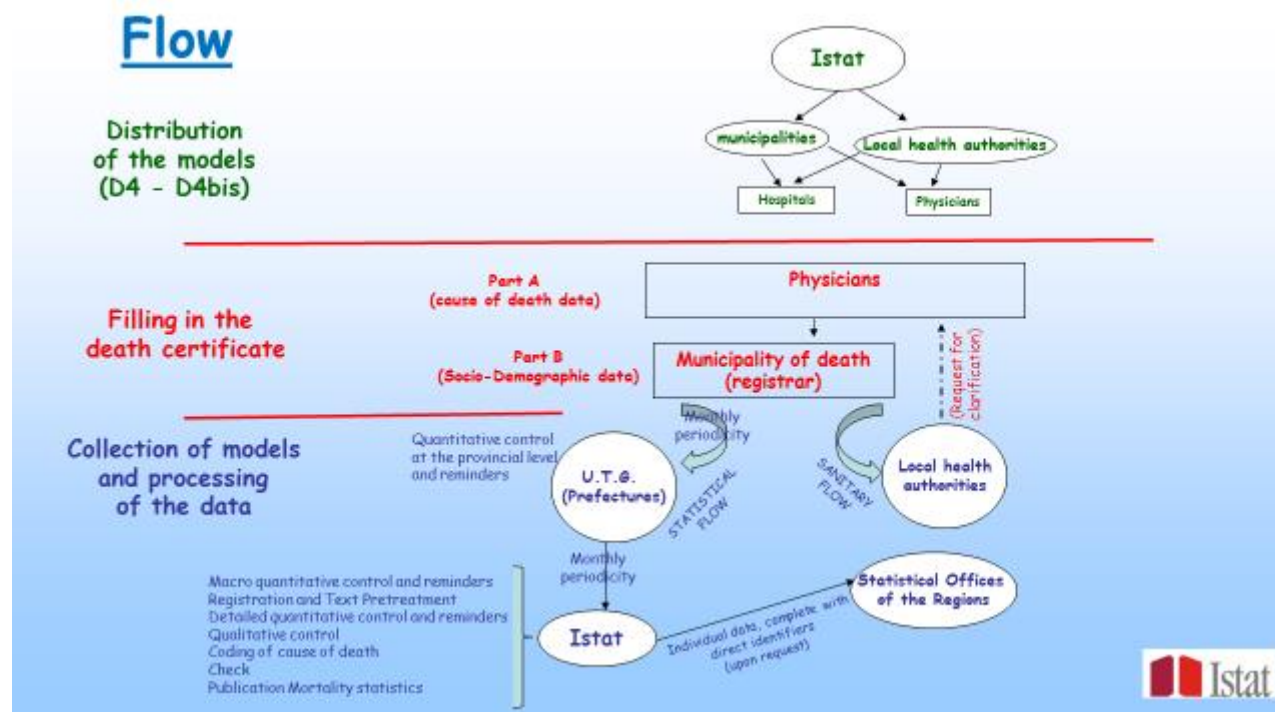 Flow
Istat
Distribution
of the models
(D4 - D4bis)
municipalities
Local health authorities
Hospitals
Physicians
Part A
(cause of death data)
Physicians
Filling in the
death certificate
Part B
(Socio-Demographic data)
Municipality of death
(registrar)
(Request for
clarification)
Monthly
periodicity
Collection of models
and processing
of the data
Quantitative control
at the provincial level
and reminders
U.T.G.
(Prefectures)
STATISTICAL
FLOW
SANITARY
FLOW
Local health
authorities
Monthly
periodicity
Macro quantitative control and reminders
Registration and Text Pretreatment
Detailed quantitative control and reminders
Qualitative control
Coding of cause of death
Check
Publication Mortality statistics
Istat
Individual data, complete with
direct identifiers
(upon request)
Statistical Offices
of the Regions
Istat